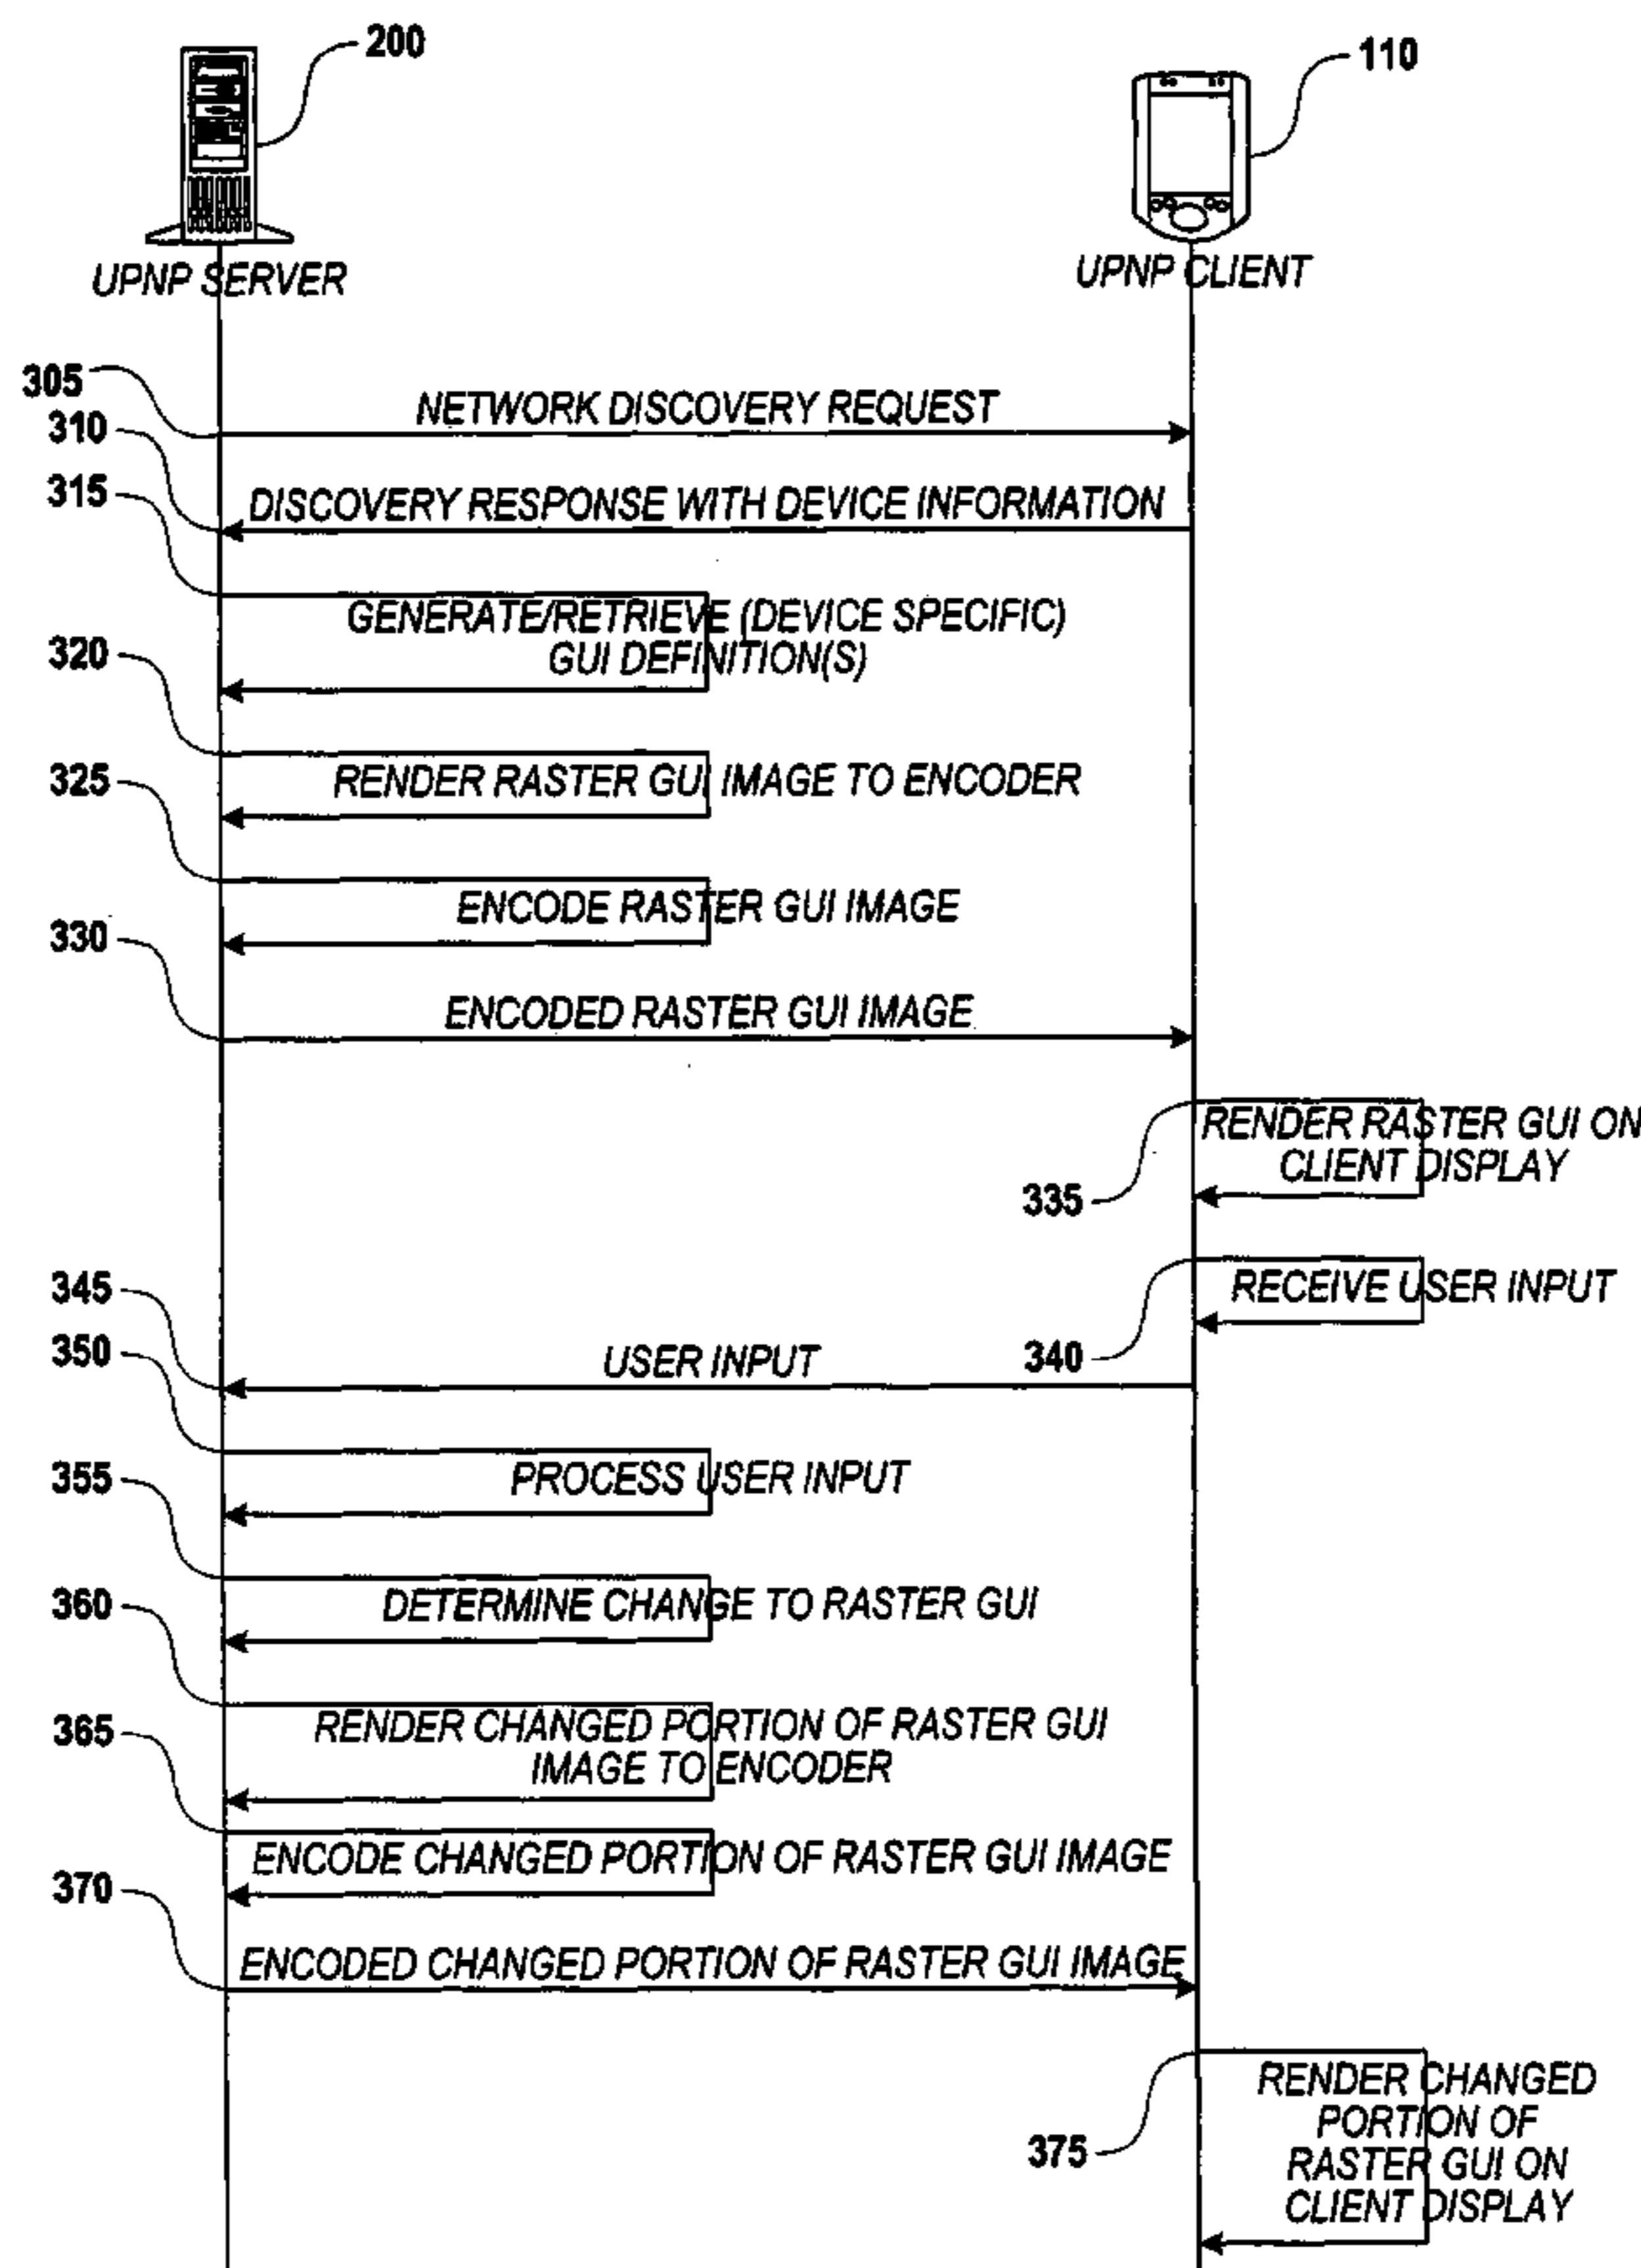 200
110
UPNP SERVER
UPNP CLIENT
305
NETWORK DISCOVERY REQUEST
310
315
DISCOVERY RESPONSE WITH DEVICE INFORMATION
GENERATE/RETRIEVE (DEVICE SPECIFIC)
GUI DEFINITION(S)
320
325
RENDER RASTER GUI IMAGE TO ENCODER
ENCODE RASTER GUI IMAGE
330
ENCODED RASTER GUI IMAGE
RENDER RASTER GUI ON
CLIENT DISPLAY
335
345
RECEIVE USER INPUT
350
340
USER INPUT
355
PROCESS USER INPUT
360
DETERMINE CHANGE TO RASTER GUI
365
RENDER CHANGED PORTION OF RASTER GUI
IMAGE TO ENCODER
ENCODE CHANGED PORTION OF RASTER GUI IMAGE
370
ENCODED CHANGED PORTION OF RASTER GUI IMAGE
375
RENDER CHANGED
PORTION OF
RASTER GUI ON
CLIENT DISPLAY